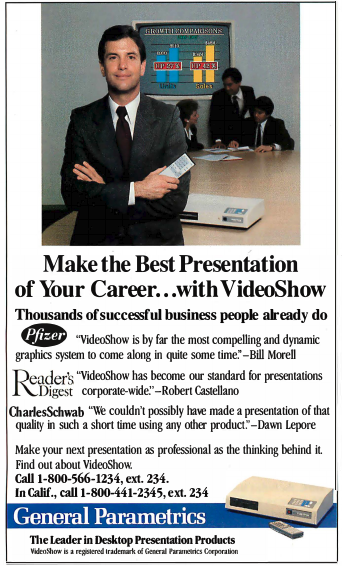 GROWTH COMPARISONS
UP 27%
UP 42%
Units
Sales
Make the Best Presentation
of Your Career...with VideoShow
Thousands of successful business people already do
Pfizer “VideoShow is by far the most compelling and dynamic
graphics system to come along in quite some time.”–Bill Morell
Reader's Digest “VideoShow has become our standard for presentations
corporate-wide.”–Robert Castellano
CharlesSchwab “We couldn't possibly have made a presentation of that
quality in such a short time using any other product.”–Dawn Lepore
Make your next presentation as professional as the thinking behind it.
Find out about VideoShow.
Call 1-800-566-1234, ext. 234.
In Calif., call 1-800-441-2345, ext. 234
General Parametrics
The Leader in Desktop Presentation Products
VideoShow is a registered trademark of General Parametrics Corporation